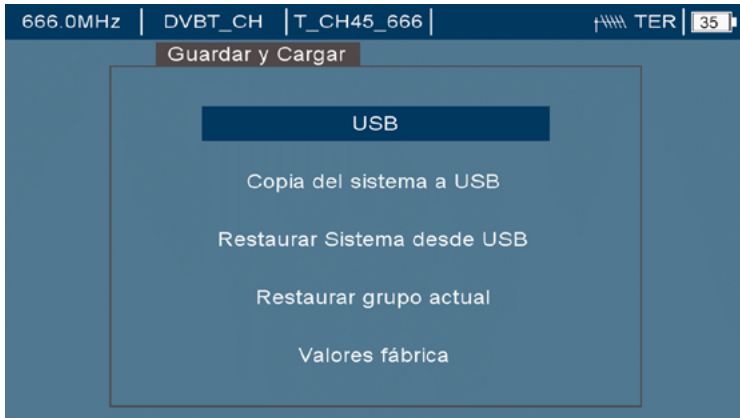 666.0MHz DVBT_CH T_CH45_666 TER 35
Guardar y Cargar
USB
Copia del sistema a USB
Restaurar Sistema desde USB
Restaurar grupo actual
Valores fábrica